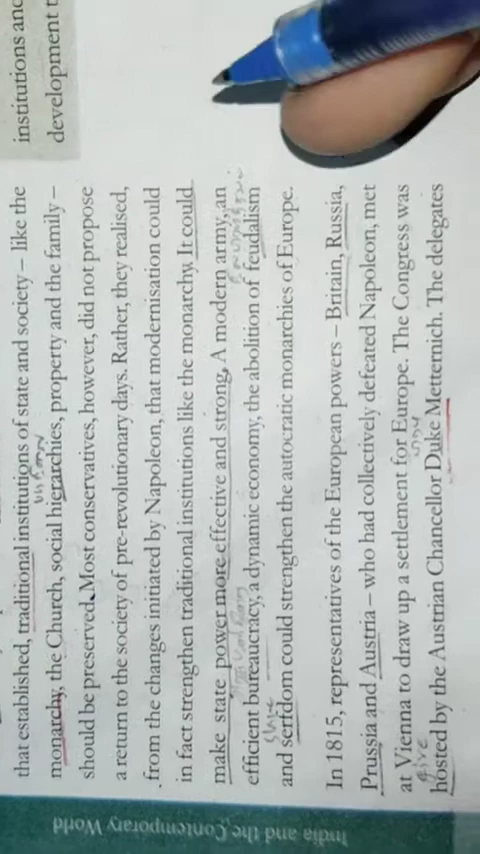 institutions and
development t
that established, traditional institutions of state and society – like the
monarchy, the Church, social hierarchies, property and the family –
should be preserved. Most conservatives, however, did not propose
a return to the society of pre-revolutionary days. Rather, they realised,
from the changes initiated by Napoleon, that modernisation could
in fact strengthen traditional institutions like the monarchy. It could
make state power more effective and strong. A modern army, an
efficient bureaucracy, a dynamic economy, the abolition of feudalism
slave
and serfdom could strengthen the autocratic monarchies of Europe.
In 1815, representatives of the European powers – Britain, Russia,
Prussia and Austria – who had collectively defeated Napoleon, met
at Vienna to draw up a settlement for Europe. The Congress was
give
hosted by the Austrian Chancellor Duke Metternich. The delegates
India and the Contemporary World